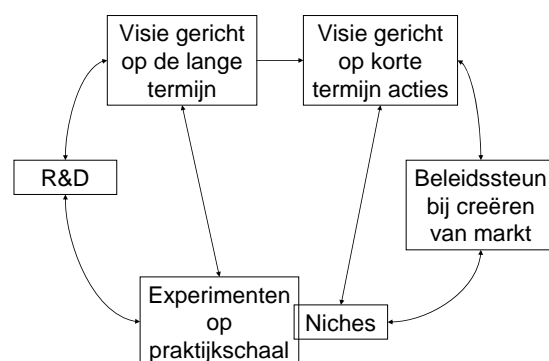 Visie gericht
op de lange
termijn
Visie gericht
op korte
termijn acties
R&D
Beleidssteun
bij creëren
van markt
Experimenten
op
praktijkschaal
Niches